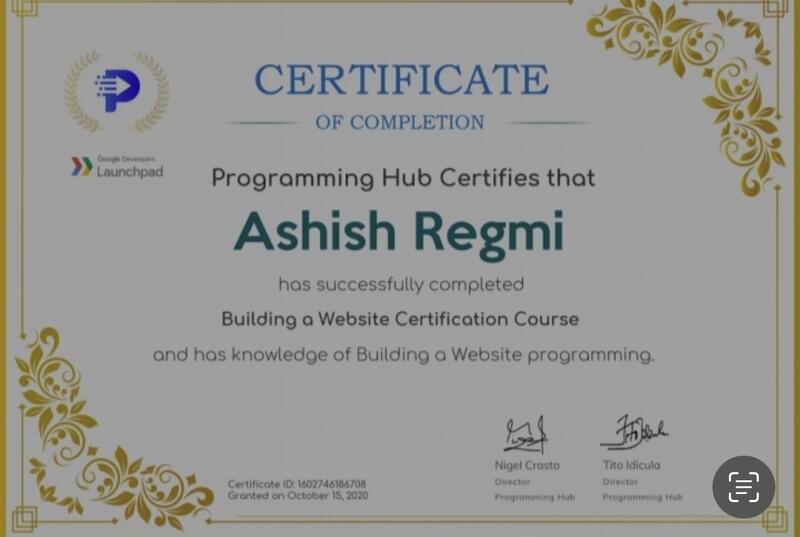 CERTIFICATE
OF COMPLETION
Google Developers
Launchpad
Programming Hub Certifies that
Ashish Regmi
has successfully completed
Building a Website Certification Course
and has knowledge of Building a Website programming.
Nigel Crasto
Director
Programming Hub
Tito Idicula
Director
Programming Hub
Certificate ID: 1602746186708
Granted on October 15, 2020